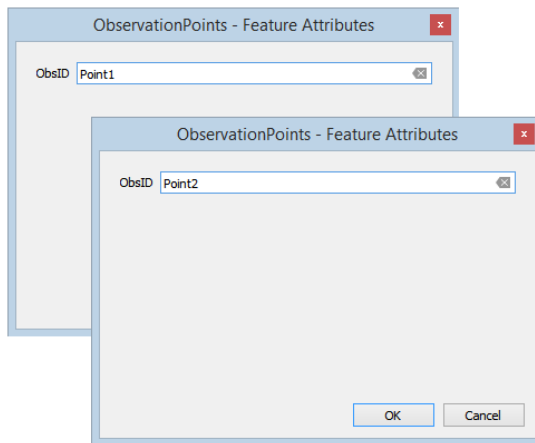 ObservationPoints - Feature Attributes
x
ObsID Point1
ObservationPoints - Feature Attributes
x
ObsID Point2
OK Cancel